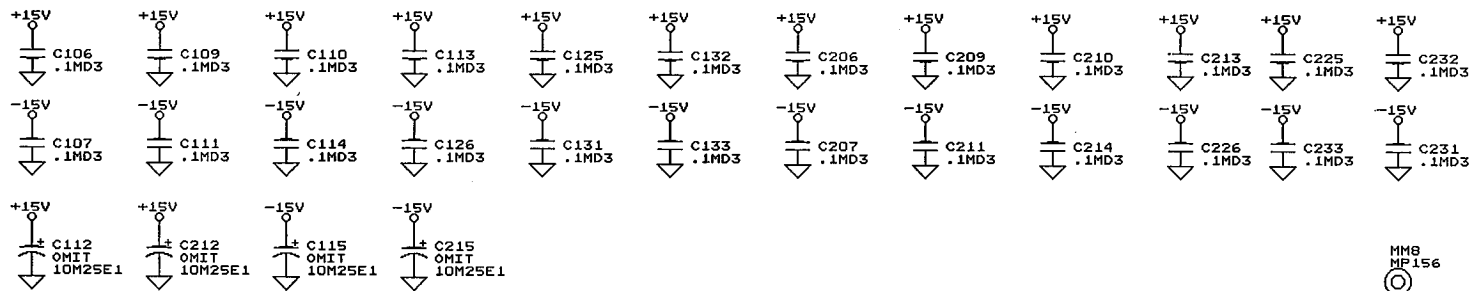 +15V +15V +15V +15V +15V +15V +15V +15V +15V +15V +15V +15V
C106 C109 C110 C113 C125 C132 C206 C209 C210 C213 C225 C232
.1MD3 .1MD3 .1MD3 .1MD3 .1MD3 .1MD3 .1MD3 .1MD3 .1MD3 .1MD3 .1MD3 .1MD3
-15V -15V -15V -15V -15V -15V -15V -15V -15V -15V -15V -15V
C107 C111 C114 C126 C131 C133 C207 C211 C214 C226 C233 C231
.1MD3 .1MD3 .1MD3 .1MD3 .1MD3 .1MD3 .1MD3 .1MD3 .1MD3 .1MD3 .1MD3 .1MD3
+15V +15V -15V -15V
+ C112 + C212 + C115 + C215
OMIT OMIT OMIT OMIT
10M25E1 10M25E1 10M25E1 10M25E1
MM8
MP156